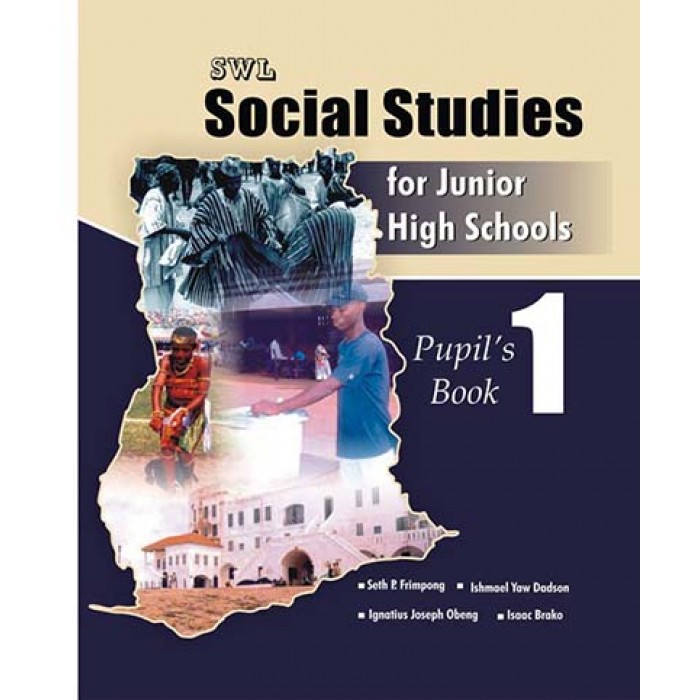 SWL
Social Studies
for Junior
High Schools
Pupil's
Book
1
▪ Seth P. Frimpong ▪ Ishmael Yaw Dadson
▪ Ignatius Joseph Obeng ▪ Isaac Brako